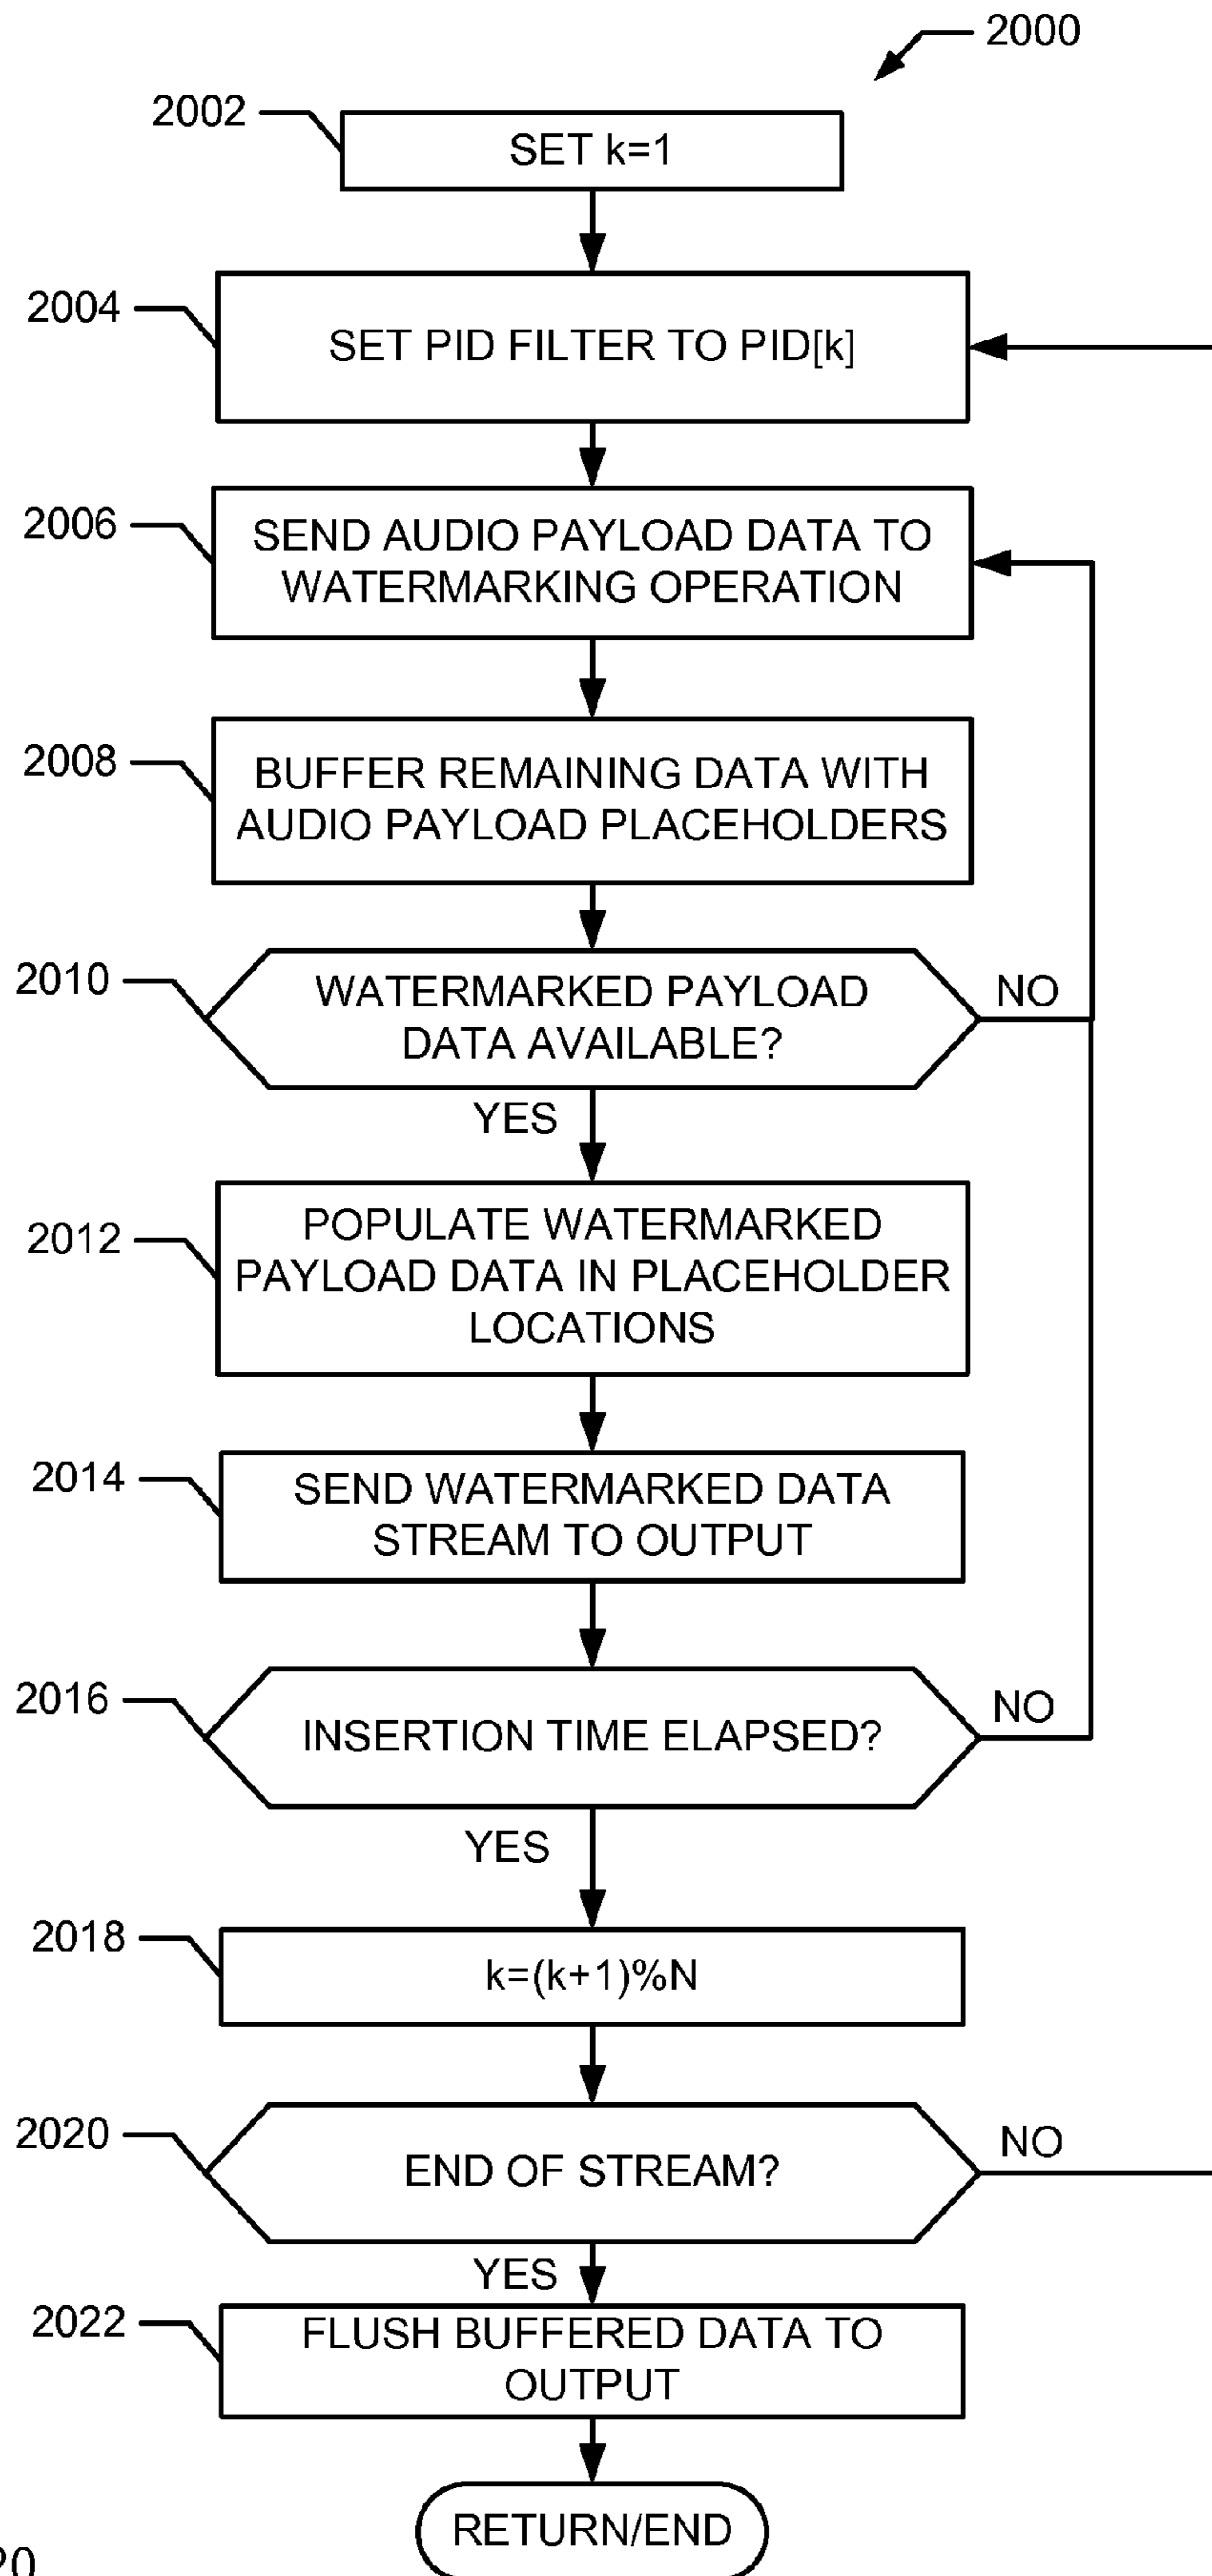 2000
2002
SET k=1
2004
SET PID FILTER TO PID[k]
2006
SEND AUDIO PAYLOAD DATA TO
WATERMARKING OPERATION
2008
BUFFER REMAINING DATA WITH
AUDIO PAYLOAD PLACEHOLDERS
2010
WATERMARKED PAYLOAD
DATA AVAILABLE?
NO
YES
2012
POPULATE WATERMARKED
PAYLOAD DATA IN PLACEHOLDER
LOCATIONS
2014
SEND WATERMARKED DATA
STREAM TO OUTPUT
2016
INSERTION TIME ELAPSED?
NO
YES
2018
k=(k+1)%N
2020
END OF STREAM?
NO
YES
2022
FLUSH BUFFERED DATA TO
OUTPUT
RETURN/END
20